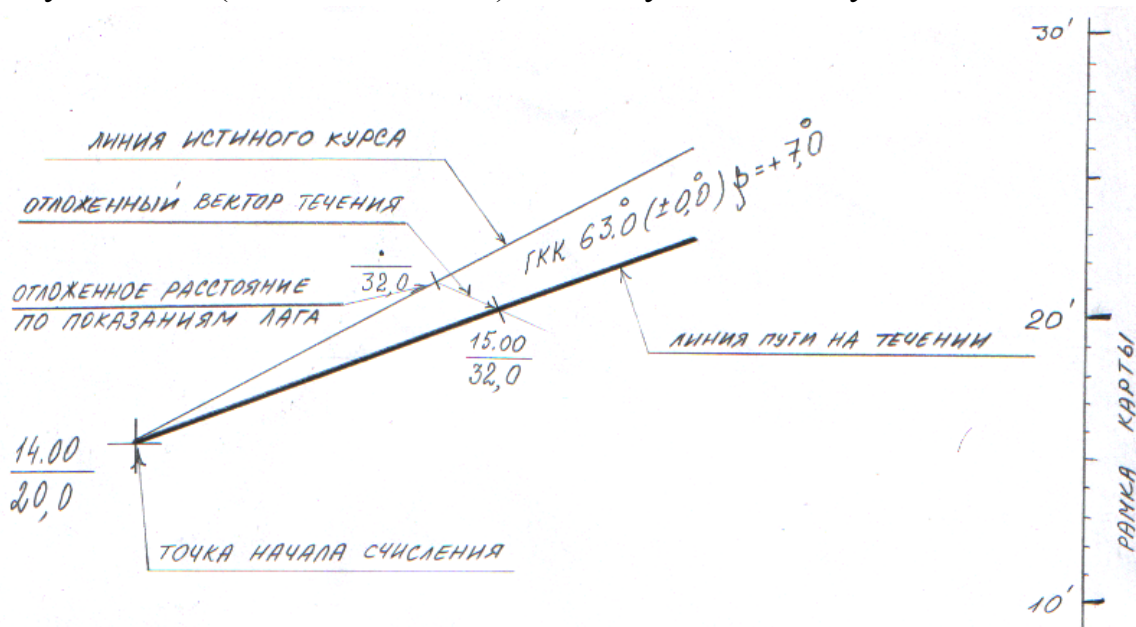 30'
ЛИНИЯ ИСТИНОГО КУРСА
ОТЛОЖЕННЫЙ ВЕКТОР ТЕЧЕНИЯ
ГКК 63,0° (±0,0°) β=+7,0°
32,0
ОТЛОЖЕННОЕ РАССТОЯНИЕ
ПО ПОКАЗАНИЯМ ЛАГА
20'
15.00
32,0
ЛИНИЯ ПУТИ НА ТЕЧЕНИИ
РАМКА КАРТЫ
14.00
20,0
ТОЧКА НАЧАЛА СЧИСЛЕНИЯ
10'